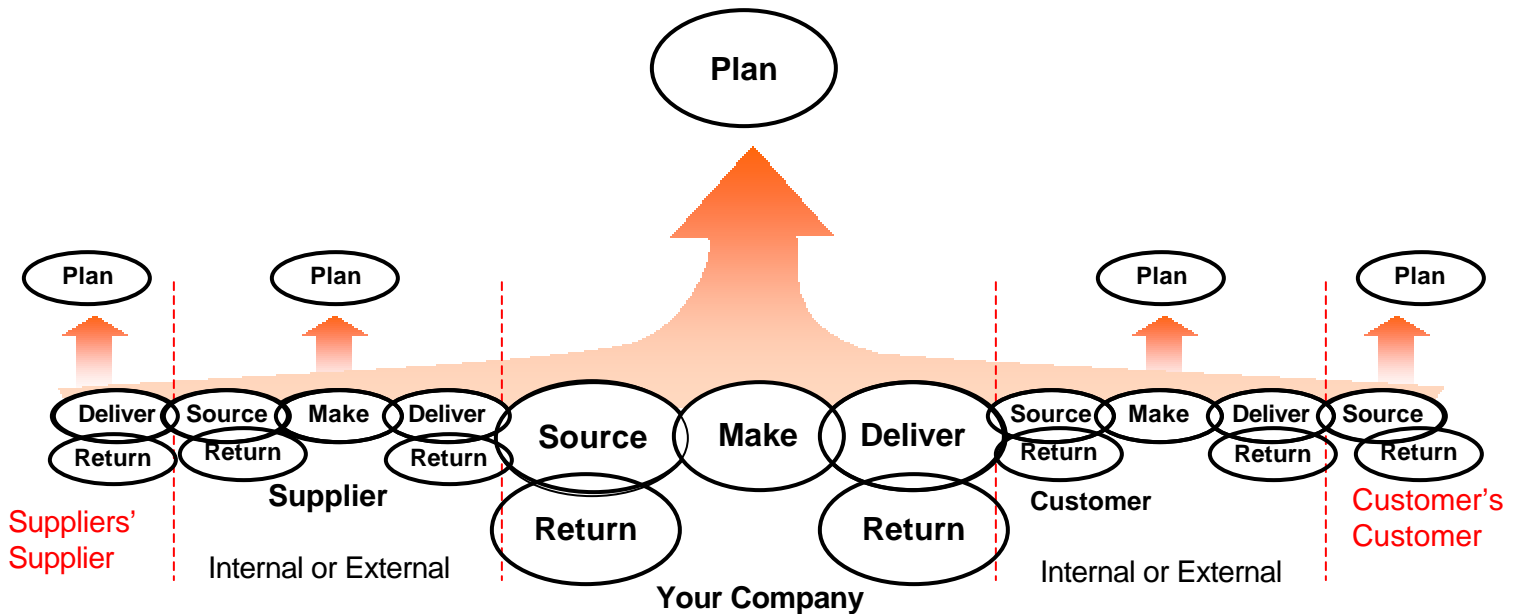 Plan
Plan
Plan
Plan
Plan
Deliver
Source
Make
Deliver
Source
Make
Deliver
Source
Make
Deliver
Source
Return
Return
Return
Return
Return
Return
Return
Return
Supplier
Customer
Suppliers'
Supplier
Customer's
Customer
Internal or External
Internal or External
Your Company